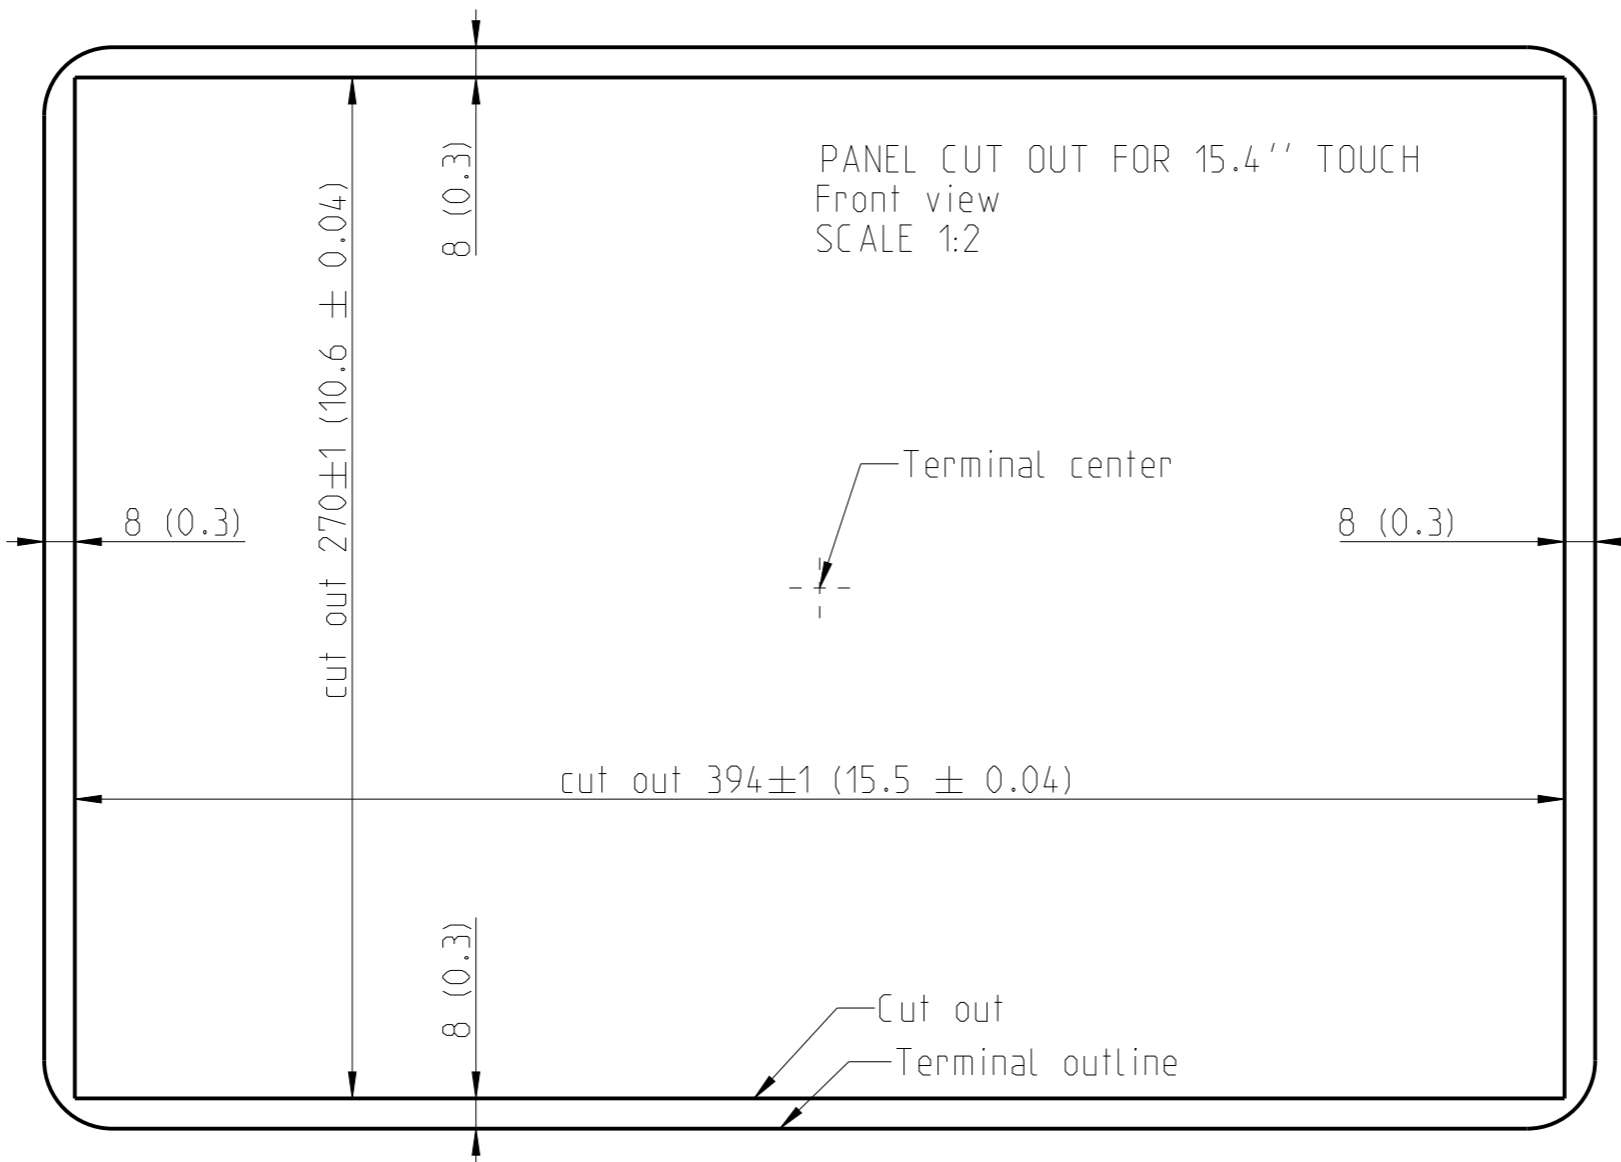 PANEL CUT OUT FOR 15.4'' TOUCH
Front view
SCALE 1:2
8 (0.3)
cut out 270±1 (10.6 ± 0.04)
Terminal center
8 (0.3)
8 (0.3)
cut out 394±1 (15.5 ± 0.04)
8 (0.3)
Cut out
Terminal outline